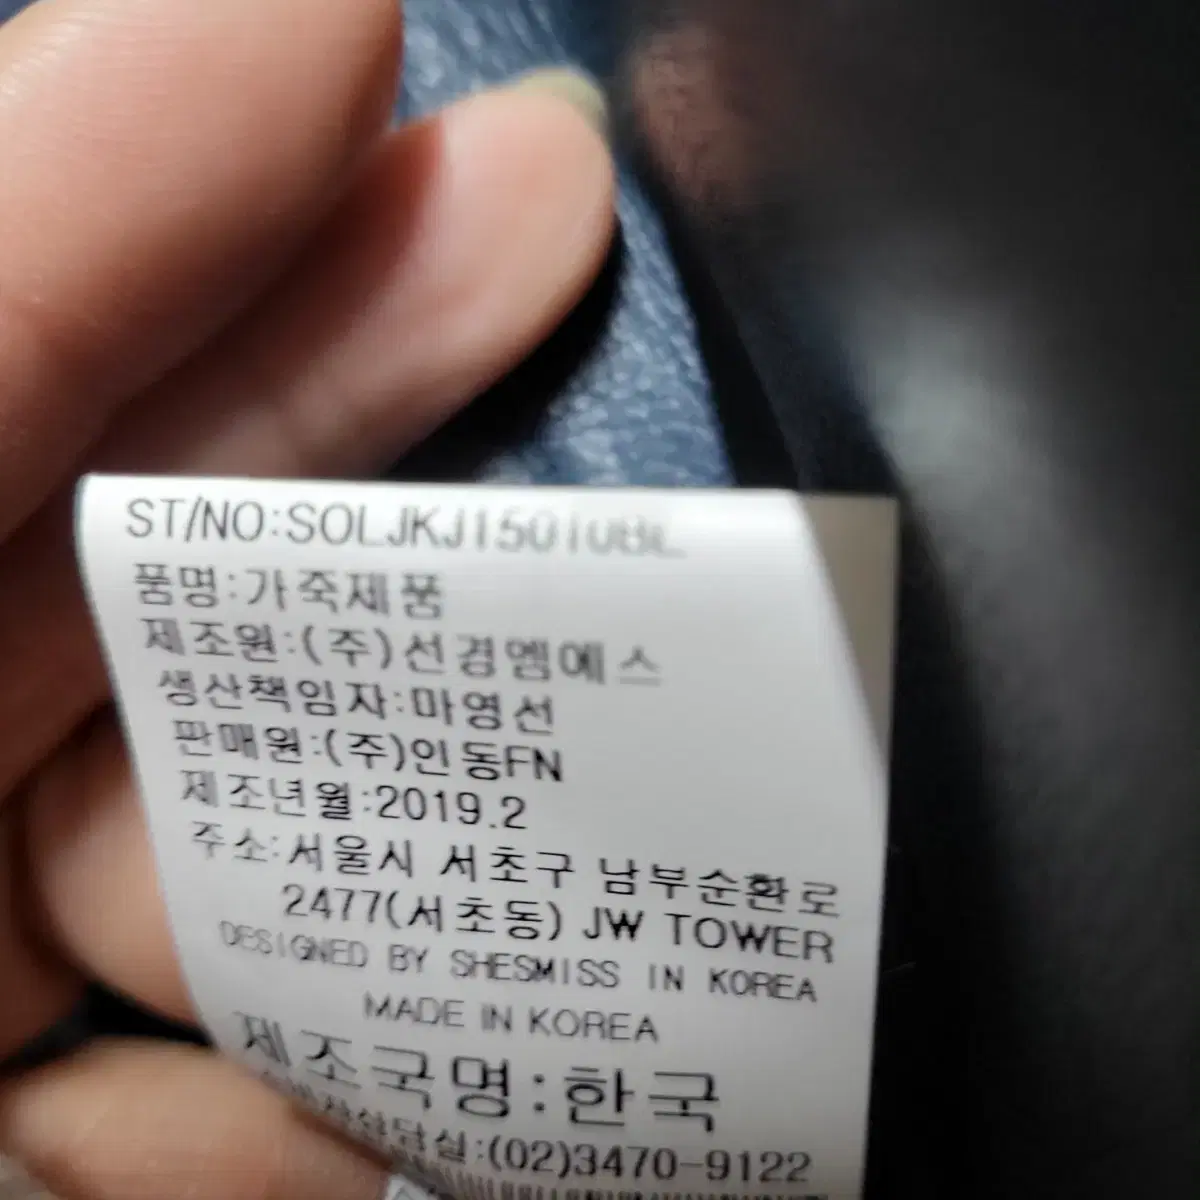 ST/NO:SOLJKJ15010BL
품명:가죽제품
제조원:(주)선경엠에스
생산책임자:마영선
판매원:(주)인동FN
제조년월:2019.2
주소:서울시 서초구 남부순환로
2477(서초동) JW TOWER
DESIGNED BY SHESMISS IN KOREA
MADE IN KOREA
제조국명:한국
:(02)3470-9122